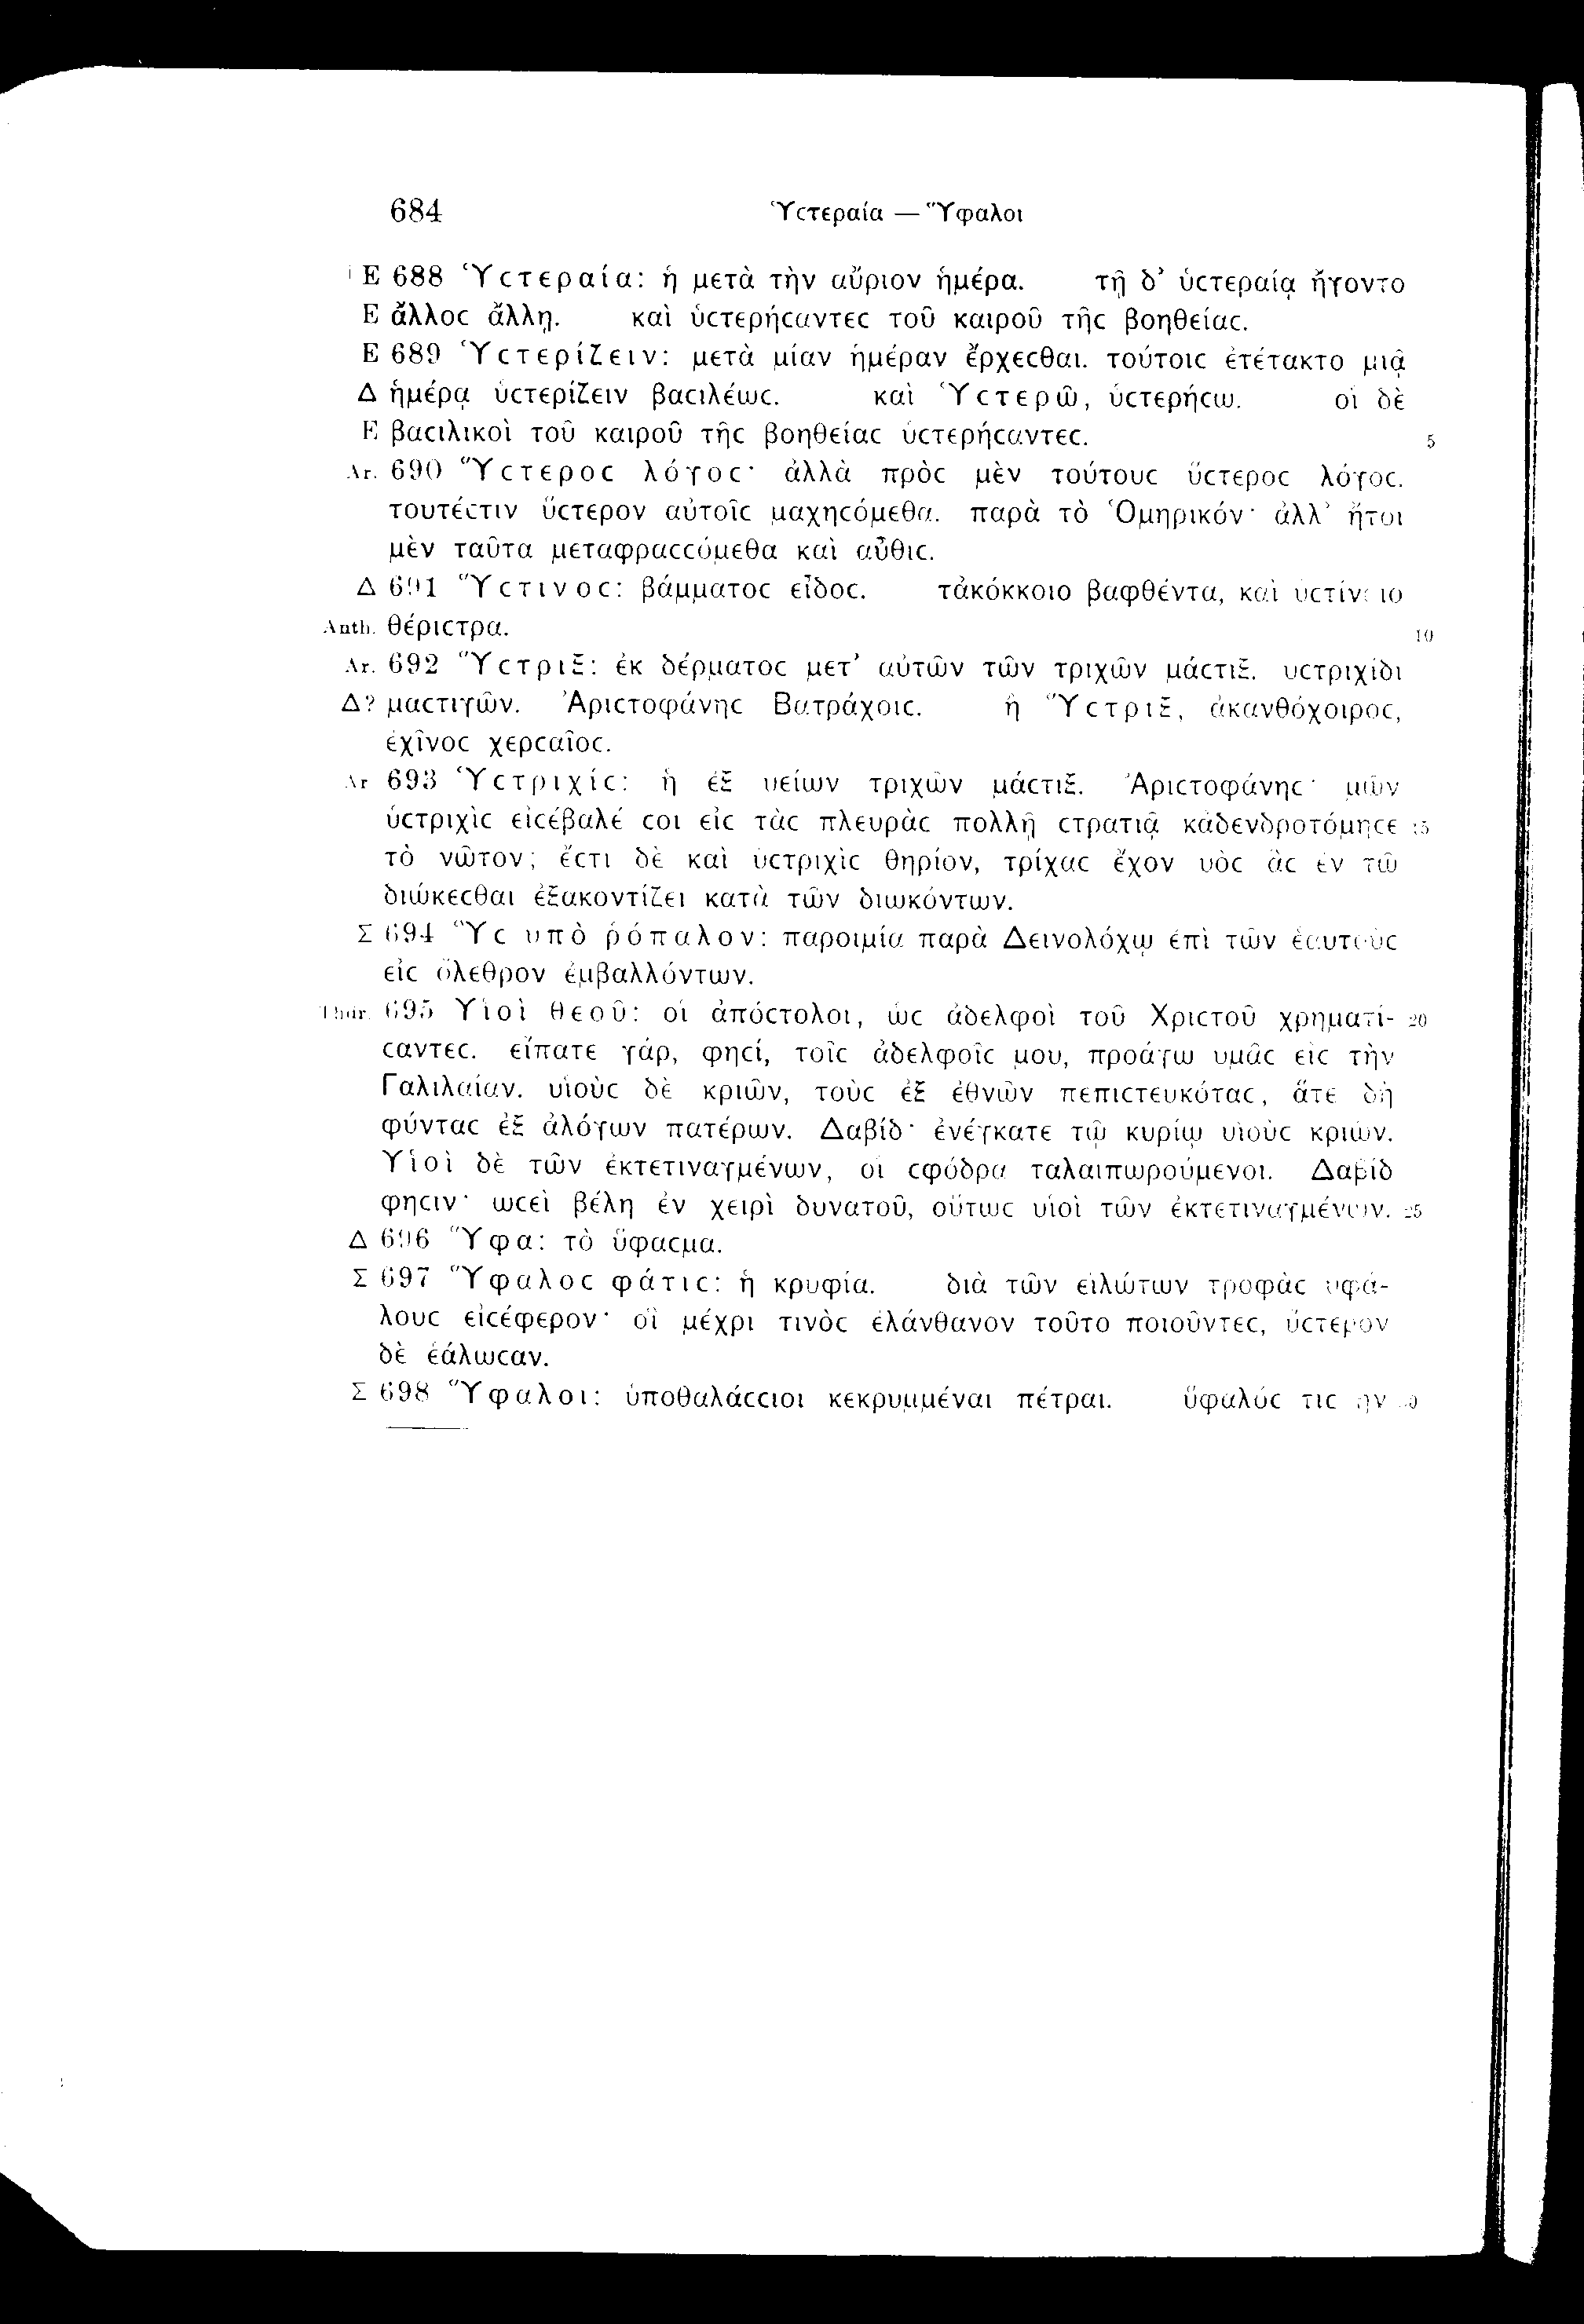 684 Ὑϲτεραία — Ὕφαλοι
Ε 688 Ὑϲτεραία: ἡ μετὰ τὴν αὔριον ἡμέρα. τῇ δ’ ὑϲτεραίᾳ ἤγοντο
Ε ἄλλοϲ ἄλλῃ. καὶ ὑϲτερήϲαντεϲ τοῦ καιροῦ τῆϲ βοηθείαϲ.
Ε 689 Ὑϲτερίζειν: μετὰ μίαν ἡμέραν ἔρχεϲθαι. τούτοιϲ ἐτέτακτο μιᾷ
Δ ἡμέρᾳ ὑϲτερίζειν βαϲιλέωϲ. καὶ Ὑϲτερῶ, ὑϲτερήϲω. οἱ δὲ
Ε βαϲιλικοὶ τοῦ καιροῦ τῆϲ βοηθείαϲ ὑϲτερήϲαντεϲ. 5
Ar. 690 Ὕϲτεροϲ λόγοϲ· ἀλλὰ πρὸϲ μὲν τούτουϲ ὕϲτεροϲ λόγοϲ.
τουτέϲτιν ὕϲτερον αὐτοῖϲ μαχηϲόμεθα. παρὰ τὸ Ὁμηρικόν· ἀλλ’ ἤτοι
μὲν ταῦτα μεταφραϲϲόμεθα καὶ αὖθιϲ.
Δ 691 Ὕϲτινοϲ: βάμματοϲ εἶδοϲ. τἀκόκκοιο βαφθέντα, καὶ ὑϲτίνοιο
Anth. θέριϲτρα. 10
Ar. 692 Ὕϲτριξ: ἐκ δέρματοϲ μετ’ αὐτῶν τῶν τριχῶν μάϲτιξ. ὑϲτριχίδι
Δ? μαϲτιγῶν. Ἀριϲτοφάνηϲ Βατράχοιϲ. ἢ Ὕϲτριξ, ἀκανθόχοιροϲ,
ἐχῖνοϲ χερϲαῖοϲ.
Ar 693 Ὑϲτριχίϲ: ἡ ἐξ ὑείων τριχῶν μάϲτιξ. Ἀριϲτοφάνηϲ· μῶν
ὑϲτριχὶϲ εἰϲέβαλέ ϲοι εἰϲ τὰϲ πλευρὰϲ πολλῇ ϲτρατιᾷ κἀδενδροτόμηϲε 15
τὸ νῶτον; ἔϲτι δὲ καὶ ὑϲτριχὶϲ θηρίον, τρίχαϲ ἔχον ὑὸϲ ἃϲ ἐν τῷ
διώκεϲθαι ἐξακοντίζει κατὰ τῶν διωκόντων.
Σ 694 Ὗϲ ὑπὸ ῥόπαλον: παροιμία παρὰ Δεινολόχῳ ἐπὶ τῶν ἑαυτοὺϲ
εἰϲ ὄλεθρον ἐμβαλλόντων.
Thdr. 695 Υἱοὶ θεοῦ: οἱ ἀπόϲτολοι, ὡϲ ἀδελφοὶ τοῦ Χριϲτοῦ χρηματί- 20
ϲαντεϲ. εἴπατε γάρ, φηϲί, τοῖϲ ἀδελφοῖϲ μου, προάγω ὑμᾶϲ εἰϲ τὴν
Γαλιλαίαν. υἱοὺϲ δὲ κριῶν, τοὺϲ ἐξ ἐθνῶν πεπιϲτευκόταϲ, ἅτε δὴ
φύνταϲ ἐξ ἀλόγων πατέρων. Δαβίδ· ἐνέγκατε τῷ κυρίῳ υἱοὺϲ κριῶν.
Υἱοὶ δὲ τῶν ἐκτετιναγμένων, οἱ ϲφόδρα ταλαιπωρούμενοι. Δαβίδ
φηϲιν· ὡϲεὶ βέλη ἐν χειρὶ δυνατοῦ, οὕτωϲ υἱοὶ τῶν ἐκτετιναγμένων. 25
Δ 696 Ὕφα: τὸ ὕφαϲμα.
Σ 697 Ὕφαλοϲ φάτιϲ: ἡ κρυφία. διὰ τῶν εἱλώτων τροφὰϲ ὑφά-
λουϲ εἰϲέφερον· οἳ μέχρι τινὸϲ ἐλάνθανον τοῦτο ποιοῦντεϲ, ὕϲτερον
δὲ ἑάλωϲαν.
Σ 698 Ὕφαλοι: ὑποθαλάϲϲιοι κεκρυμμέναι πέτραι. ὕφαλόϲ τιϲ ἦν